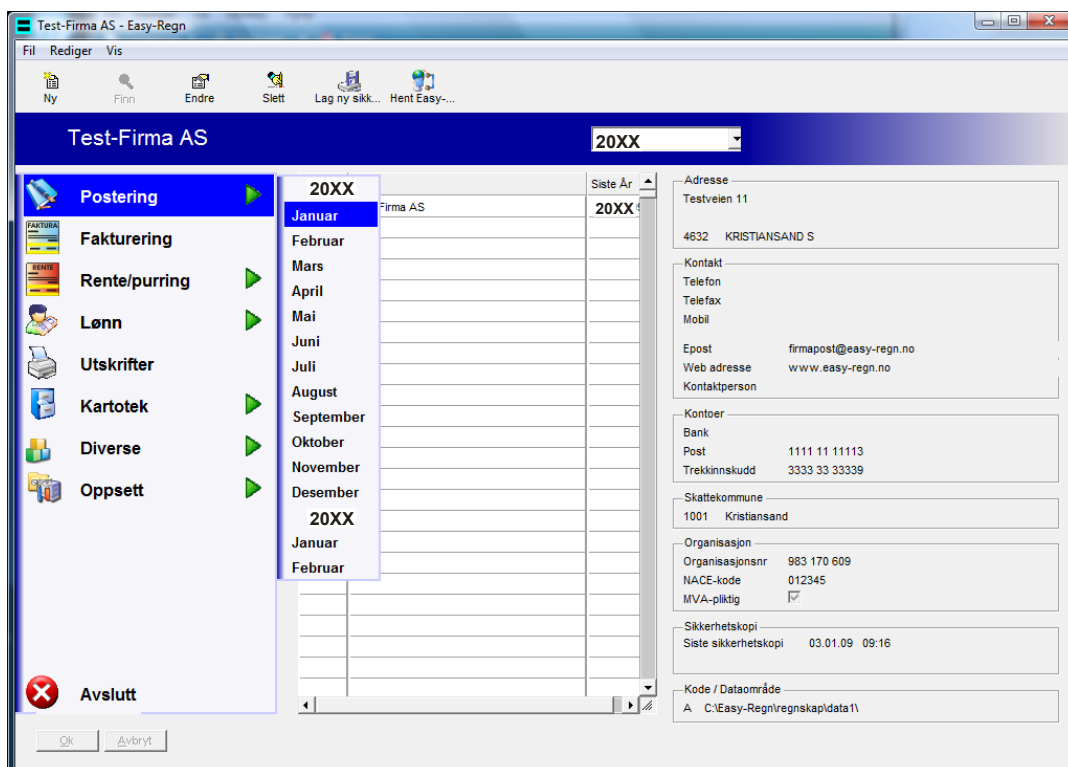 Test-Firma AS - Easy-Regn
Fil Rediger Vis
Ny Finn Endre Slett Lag ny sikk... Hent Easy-...
Test-Firma AS 20XX
Postering
FAKTURA
Fakturering
RENTE
Rente/purring
Lønn
Utskrifter
Kartotek
Diverse
Oppsett
Avslutt
20XX
Januar
Februar
Mars
April
Mai
Juni
Juli
August
September
Oktober
November
Desember
20XX
Januar
Februar
Siste År
Firma AS 20XX
Adresse
Testveien 11
4632 KRISTIANSAND S
Kontakt
Telefon
Telefax
Mobil
Epost firmapost@easy-regn.no
Web adresse www.easy-regn.no
Kontaktperson
Kontoer
Bank
Post 1111 11 11113
Trekkinnskudd 3333 33 33339
Skattekommune
1001 Kristiansand
Organisasjon
Organisasjonsnr 983 170 609
NACE-kode 012345
MVA-pliktig
Sikkerhetskopi
Siste sikkerhetskopi 03.01.09 09:16
Kode / Dataområde
A C:\Easy-Regn\regnskap\data1\
Ok Avbryt